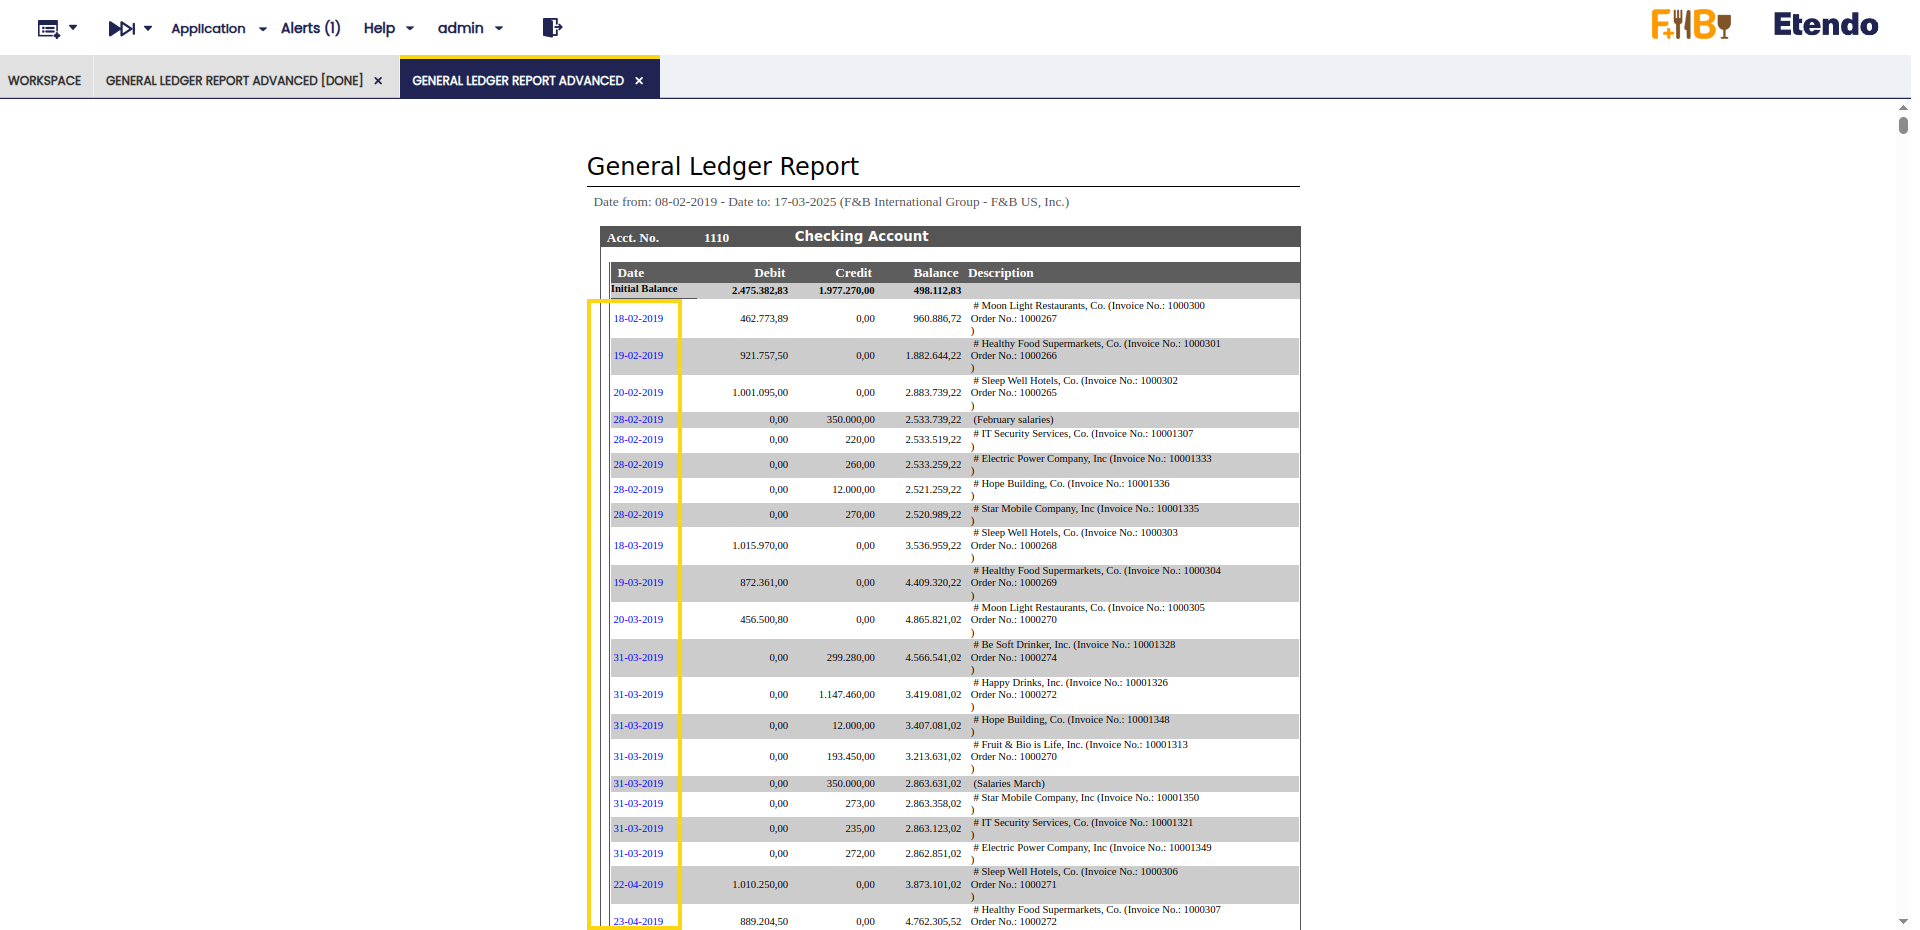 Application Alerts (1) Help admin F+B Etendo
WORKSPACE GENERAL LEDGER REPORT ADVANCED [DONE] × GENERAL LEDGER REPORT ADVANCED ×
General Ledger Report
Date from: 08-02-2019 - Date to: 17-03-2025 (F&B International Group - F&B US, Inc.)
Acct. No. 1110 Checking Account
Date Debit Credit Balance Description
Initial Balance 2.475.382,83 1.977.270,00 498.112,83
# Moon Light Restaurants, Co. (Invoice No.: 1000300
18-02-2019 462.773,89 0,00 960.886,72 Order No.: 1000267
)
# Healthy Food Supermarkets, Co. (Invoice No.: 1000301
19-02-2019 921.757,50 0,00 1.882.644,22 Order No.: 1000266
)
# Sleep Well Hotels, Co. (Invoice No.: 1000302
20-02-2019 1.001.095,00 0,00 2.883.739,22 Order No.: 1000265
)
28-02-2019 0,00 350.000,00 2.533.739,22 (February salaries)
28-02-2019 0,00 220,00 2.533.519,22 # IT Security Services, Co. (Invoice No.: 10001307
)
28-02-2019 0,00 260,00 2.533.259,22 # Electric Power Company, Inc (Invoice No.: 10001333
)
28-02-2019 0,00 12.000,00 2.521.259,22 # Hope Building, Co. (Invoice No.: 10001336
)
28-02-2019 0,00 270,00 2.520.989,22 # Star Mobile Company, Inc (Invoice No.: 10001335
)
# Sleep Well Hotels, Co. (Invoice No.: 1000303
18-03-2019 1.015.970,00 0,00 3.536.959,22 Order No.: 1000268
)
# Healthy Food Supermarkets, Co. (Invoice No.: 1000304
19-03-2019 872.361,00 0,00 4.409.320,22 Order No.: 1000269
)
# Moon Light Restaurants, Co. (Invoice No.: 1000305
20-03-2019 456.500,80 0,00 4.865.821,02 Order No.: 1000270
)
# Be Soft Drinker, Inc. (Invoice No.: 10001328
31-03-2019 0,00 299.280,00 4.566.541,02 Order No.: 1000274
)
# Happy Drinks, Inc. (Invoice No.: 10001326
31-03-2019 0,00 1.147.460,00 3.419.081,02 Order No.: 1000272
)
31-03-2019 0,00 12.000,00 3.407.081,02 # Hope Building, Co. (Invoice No.: 10001348
)
# Fruit & Bio is Life, Inc. (Invoice No.: 10001313
31-03-2019 0,00 193.450,00 3.213.631,02 Order No.: 1000270
)
31-03-2019 0,00 350.000,00 2.863.631,02 (Salaries March)
31-03-2019 0,00 273,00 2.863.358,02 # Star Mobile Company, Inc (Invoice No.: 10001350
)
31-03-2019 0,00 235,00 2.863.123,02 # IT Security Services, Co. (Invoice No.: 10001321
)
31-03-2019 0,00 272,00 2.862.851,02 # Electric Power Company, Inc (Invoice No.: 10001349
)
# Sleep Well Hotels, Co. (Invoice No.: 1000306
22-04-2019 1.010.250,00 0,00 3.873.101,02 Order No.: 1000271
)
# Healthy Food Supermarkets, Co. (Invoice No.: 1000307
23-04-2019 889.204,50 0,00 4.762.305,52 Order No.: 1000272